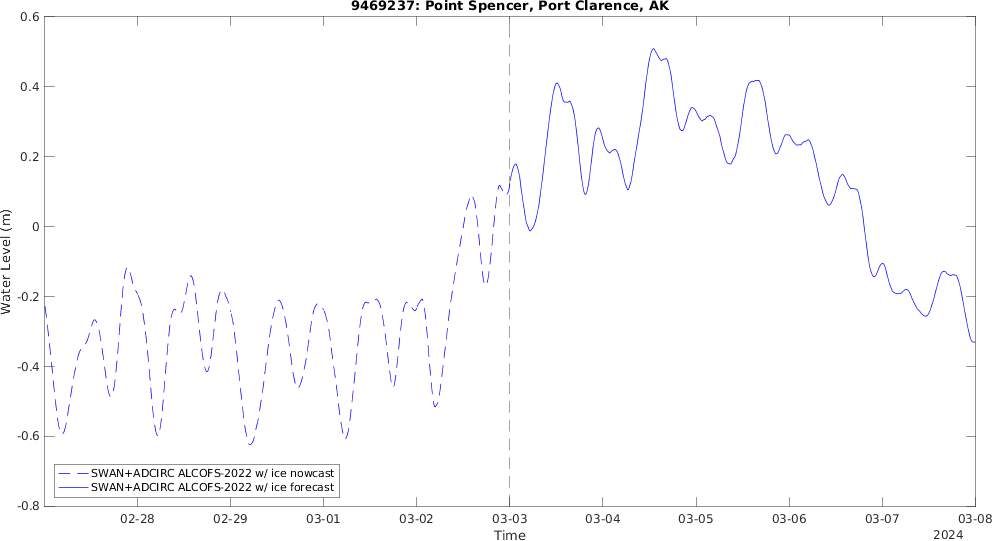 9469237: Point Spencer, Port Clarence, AK
0.6
0.4
0.2
0
-0.2
-0.4
-0.6
-0.8
Water Level (m)
SWAN+ADCIRC ALCOFS-2022 w/ ice nowcast
SWAN+ADCIRC ALCOFS-2022 w/ ice forecast
02-28 02-29 03-01 03-02 03-03 03-04 03-05 03-06 03-07 03-08
Time
2024